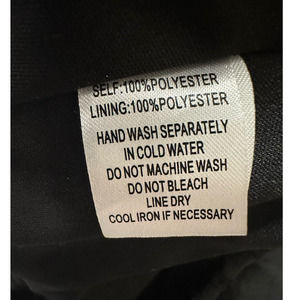 SELF:100%POLYESTER
LINING:100%POLYESTER
HAND WASH SEPARATELY
IN COLD WATER
DO NOT MACHINE WASH
DO NOT BLEACH
LINE DRY
COOL IRON IF NECESSARY